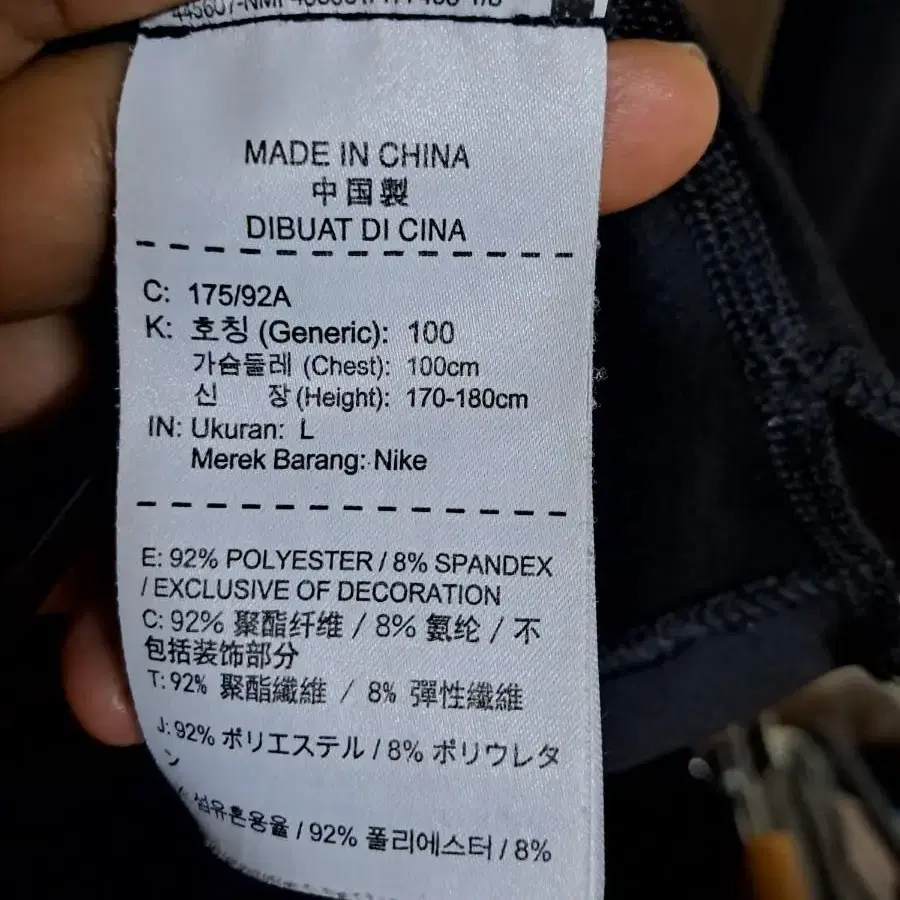 MADE IN CHINA
中国製
DIBUAT DI CINA
C: 175/92A
K: 호칭 (Generic): 100
가슴둘레 (Chest): 100cm
신 장 (Height): 170-180cm
IN: Ukuran: L
Merek Barang: Nike
E: 92% POLYESTER / 8% SPANDEX
/ EXCLUSIVE OF DECORATION
C: 92% 聚酯纤维 / 8% 氨纶 / 不
包括装饰部分
T: 92% 聚酯纖維 / 8% 彈性纖維
J: 92% ポリエステル / 8% ポリウレタ
ン
섬유혼용율 / 92% 폴리에스터 / 8%